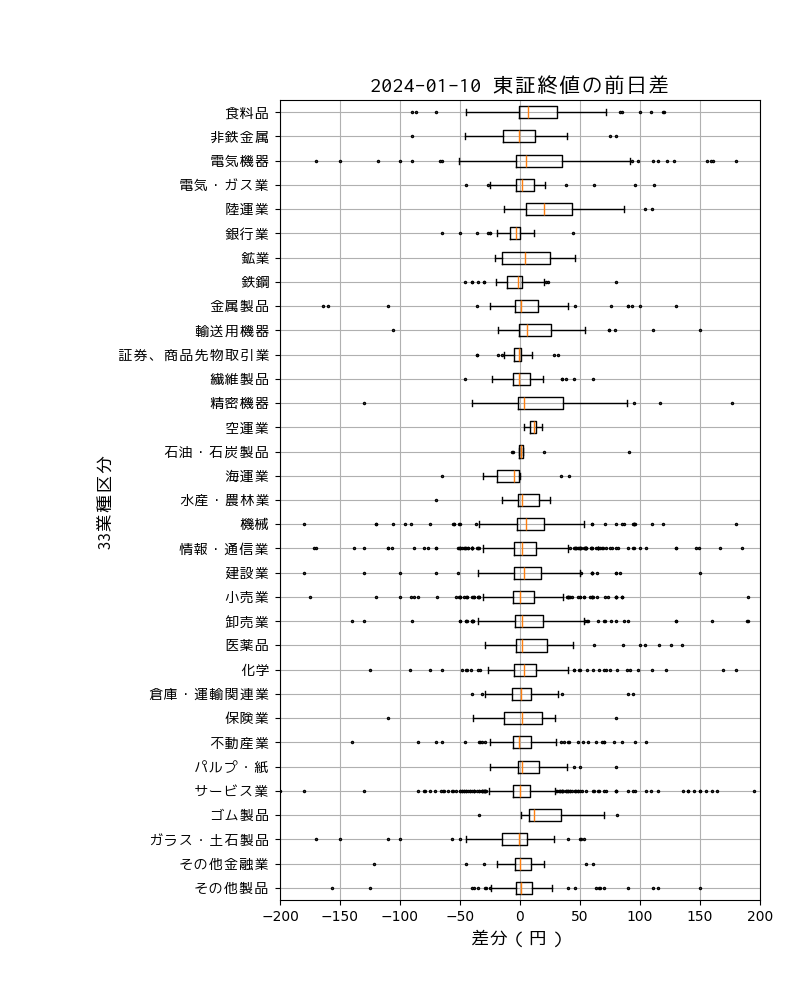 2024-01-10 東証終値の前日差
食料品
非鉄金属
電気機器
電気・ガス業
陸運業
銀行業
鉱業
鉄鋼
金属製品
輸送用機器
証券、商品先物取引業
繊維製品
精密機器
空運業
石油・石炭製品
海運業
水産・農林業
機械
情報・通信業
建設業
小売業
卸売業
医薬品
化学
倉庫・運輸関連業
保険業
不動産業
パルプ・紙
サービス業
ゴム製品
ガラス・土石製品
その他金融業
その他製品
33業種区分
−200 −150 −100 −50 0 50 100 150 200
差分 ( 円 )